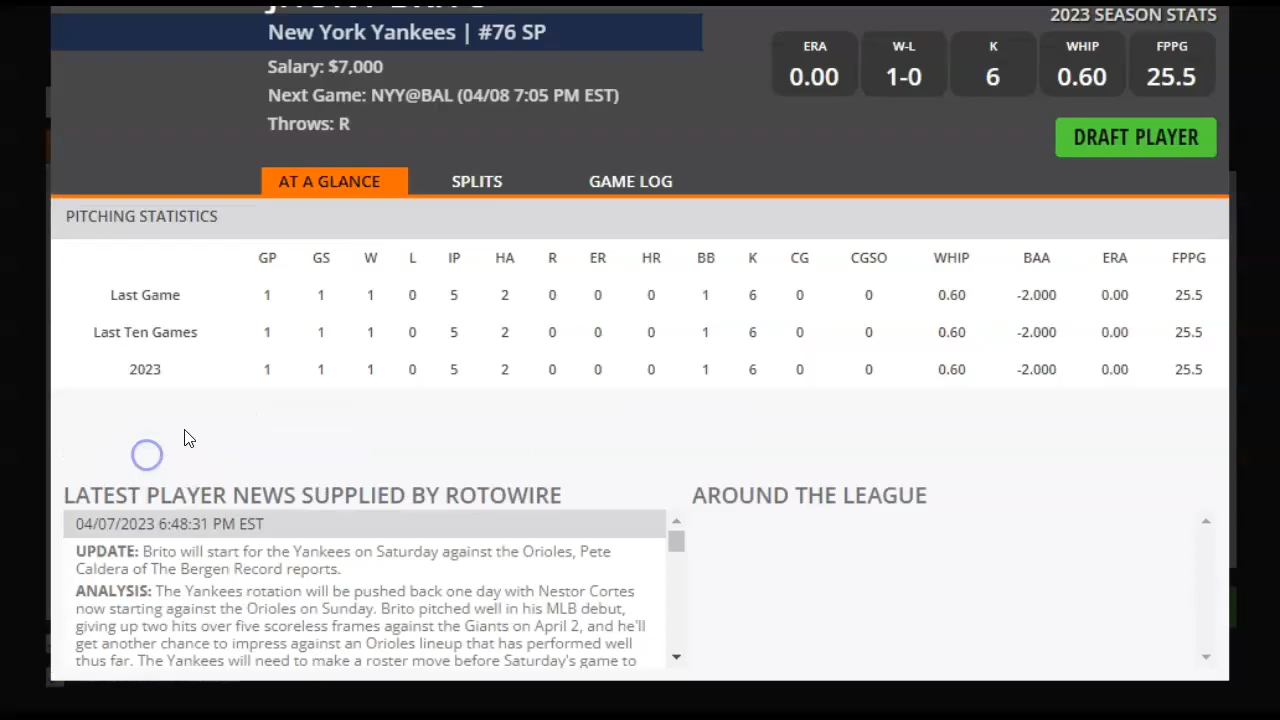 2023 SEASON STATS
New York Yankees | #76 SP
Salary: $7,000
Next Game: NYY@BAL (04/08 7:05 PM EST)
Throws: R
ERA W-L K WHIP FPPG
0.00 1-0 6 0.60 25.5
DRAFT PLAYER
AT A GLANCE SPLITS GAME LOG
PITCHING STATISTICS
GP GS W L IP HA R ER HR BB K CG CGSO WHIP BAA ERA FPPG
Last Game 1 1 1 0 5 2 0 0 0 1 6 0 0 0.60 -2.000 0.00 25.5
Last Ten Games 1 1 1 0 5 2 0 0 0 1 6 0 0 0.60 -2.000 0.00 25.5
2023 1 1 1 0 5 2 0 0 0 1 6 0 0 0.60 -2.000 0.00 25.5
LATEST PLAYER NEWS SUPPLIED BY ROTOWIRE
04/07/2023 6:48:31 PM EST
UPDATE: Brito will start for the Yankees on Saturday against the Orioles, Pete
Caldera of The Bergen Record reports.
ANALYSIS: The Yankees rotation will be pushed back one day with Nestor Cortes
now starting against the Orioles on Sunday. Brito pitched well in his MLB debut,
giving up two hits over five scoreless frames against the Giants on April 2, and he'll
get another chance to impress against an Orioles lineup that has performed well
thus far. The Yankees will need to make a roster move before Saturday's game to
AROUND THE LEAGUE